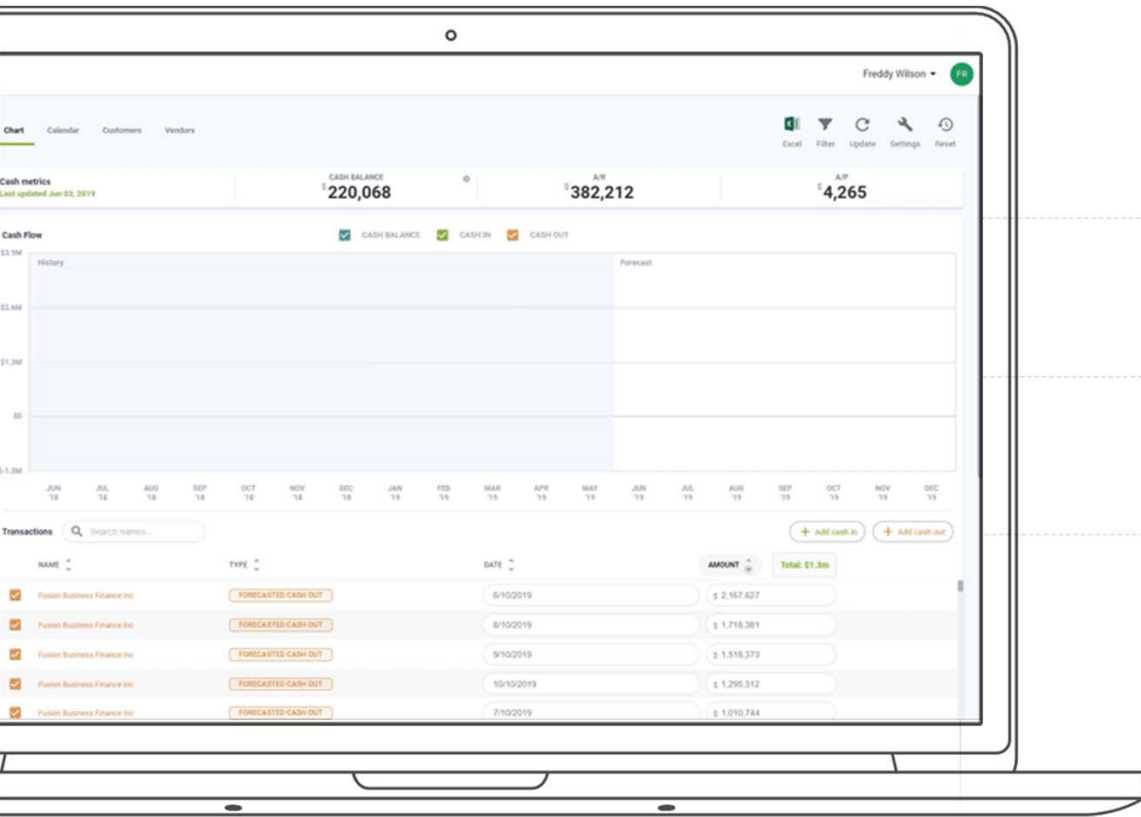 Freddy Wilson FR
Chart Calendar Customers Vendors
Excel Filter Update Settings Reset
Cash metrics
Last updated Jun 03, 2019
CASH BALANCE
$ 220,068
A/R
$ 382,212
A/P
$ 4,265
Cash Flow CASH BALANCE CASH IN CASH OUT
$3.9M
History Forecast
$2.6M
$1.3M
$0
$-1.3M
JUN '18 JUL '18 AUG '18 SEP '18 OCT '18 NOV '18 DEC '18 JAN '19 FEB '19 MAR '19 APR '19 MAY '19 JUN '19 JUL '19 AUG '19 SEP '19 OCT '19 NOV '19 DEC '19
Transactions Search names... + Add cash in + Add cash out
NAME TYPE DATE AMOUNT Total: $1.3m
Fusion Business Finance Inc FORECASTED CASH OUT 6/10/2019 $ 2,167,627
Fusion Business Finance Inc FORECASTED CASH OUT 8/10/2019 $ 1,718,381
Fusion Business Finance Inc FORECASTED CASH OUT 9/10/2019 $ 1,518,373
Fusion Business Finance Inc FORECASTED CASH OUT 10/10/2019 $ 1,295,312
Fusion Business Finance Inc FORECASTED CASH OUT 7/10/2019 $ 1,010,744